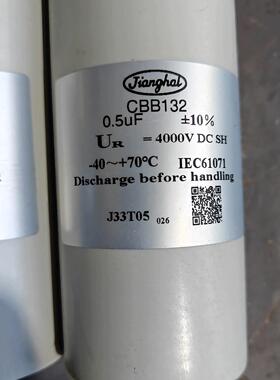 Jianghai
CBB132
0.5uF ±10%
UR = 4000V DC SH
-40~+70°C IEC61071
Discharge before handling
J33T05 026